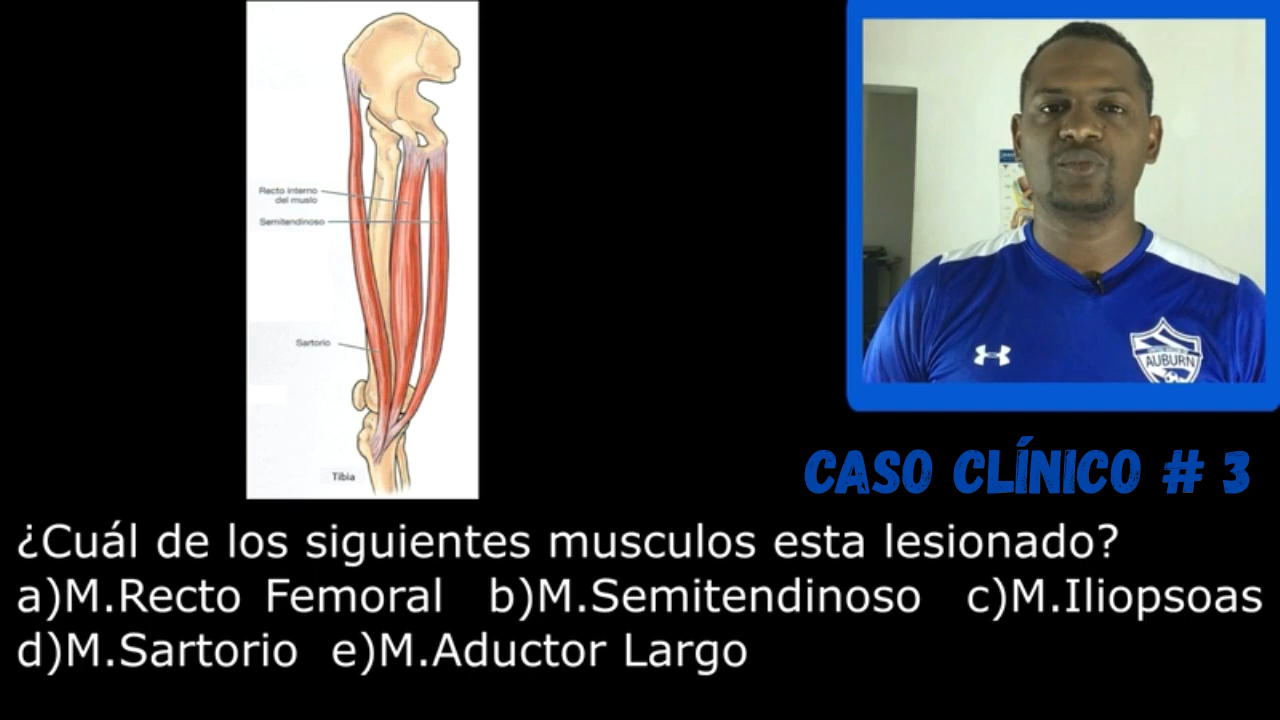 Recto interno
del muslo
Semitendinoso
Sartorio
Tibia
AUBURN
CASO CLÍNICO # 3
¿Cuál de los siguientes musculos esta lesionado?
a)M.Recto Femoral b)M.Semitendinoso c)M.Iliopsoas
d)M.Sartorio e)M.Aductor Largo